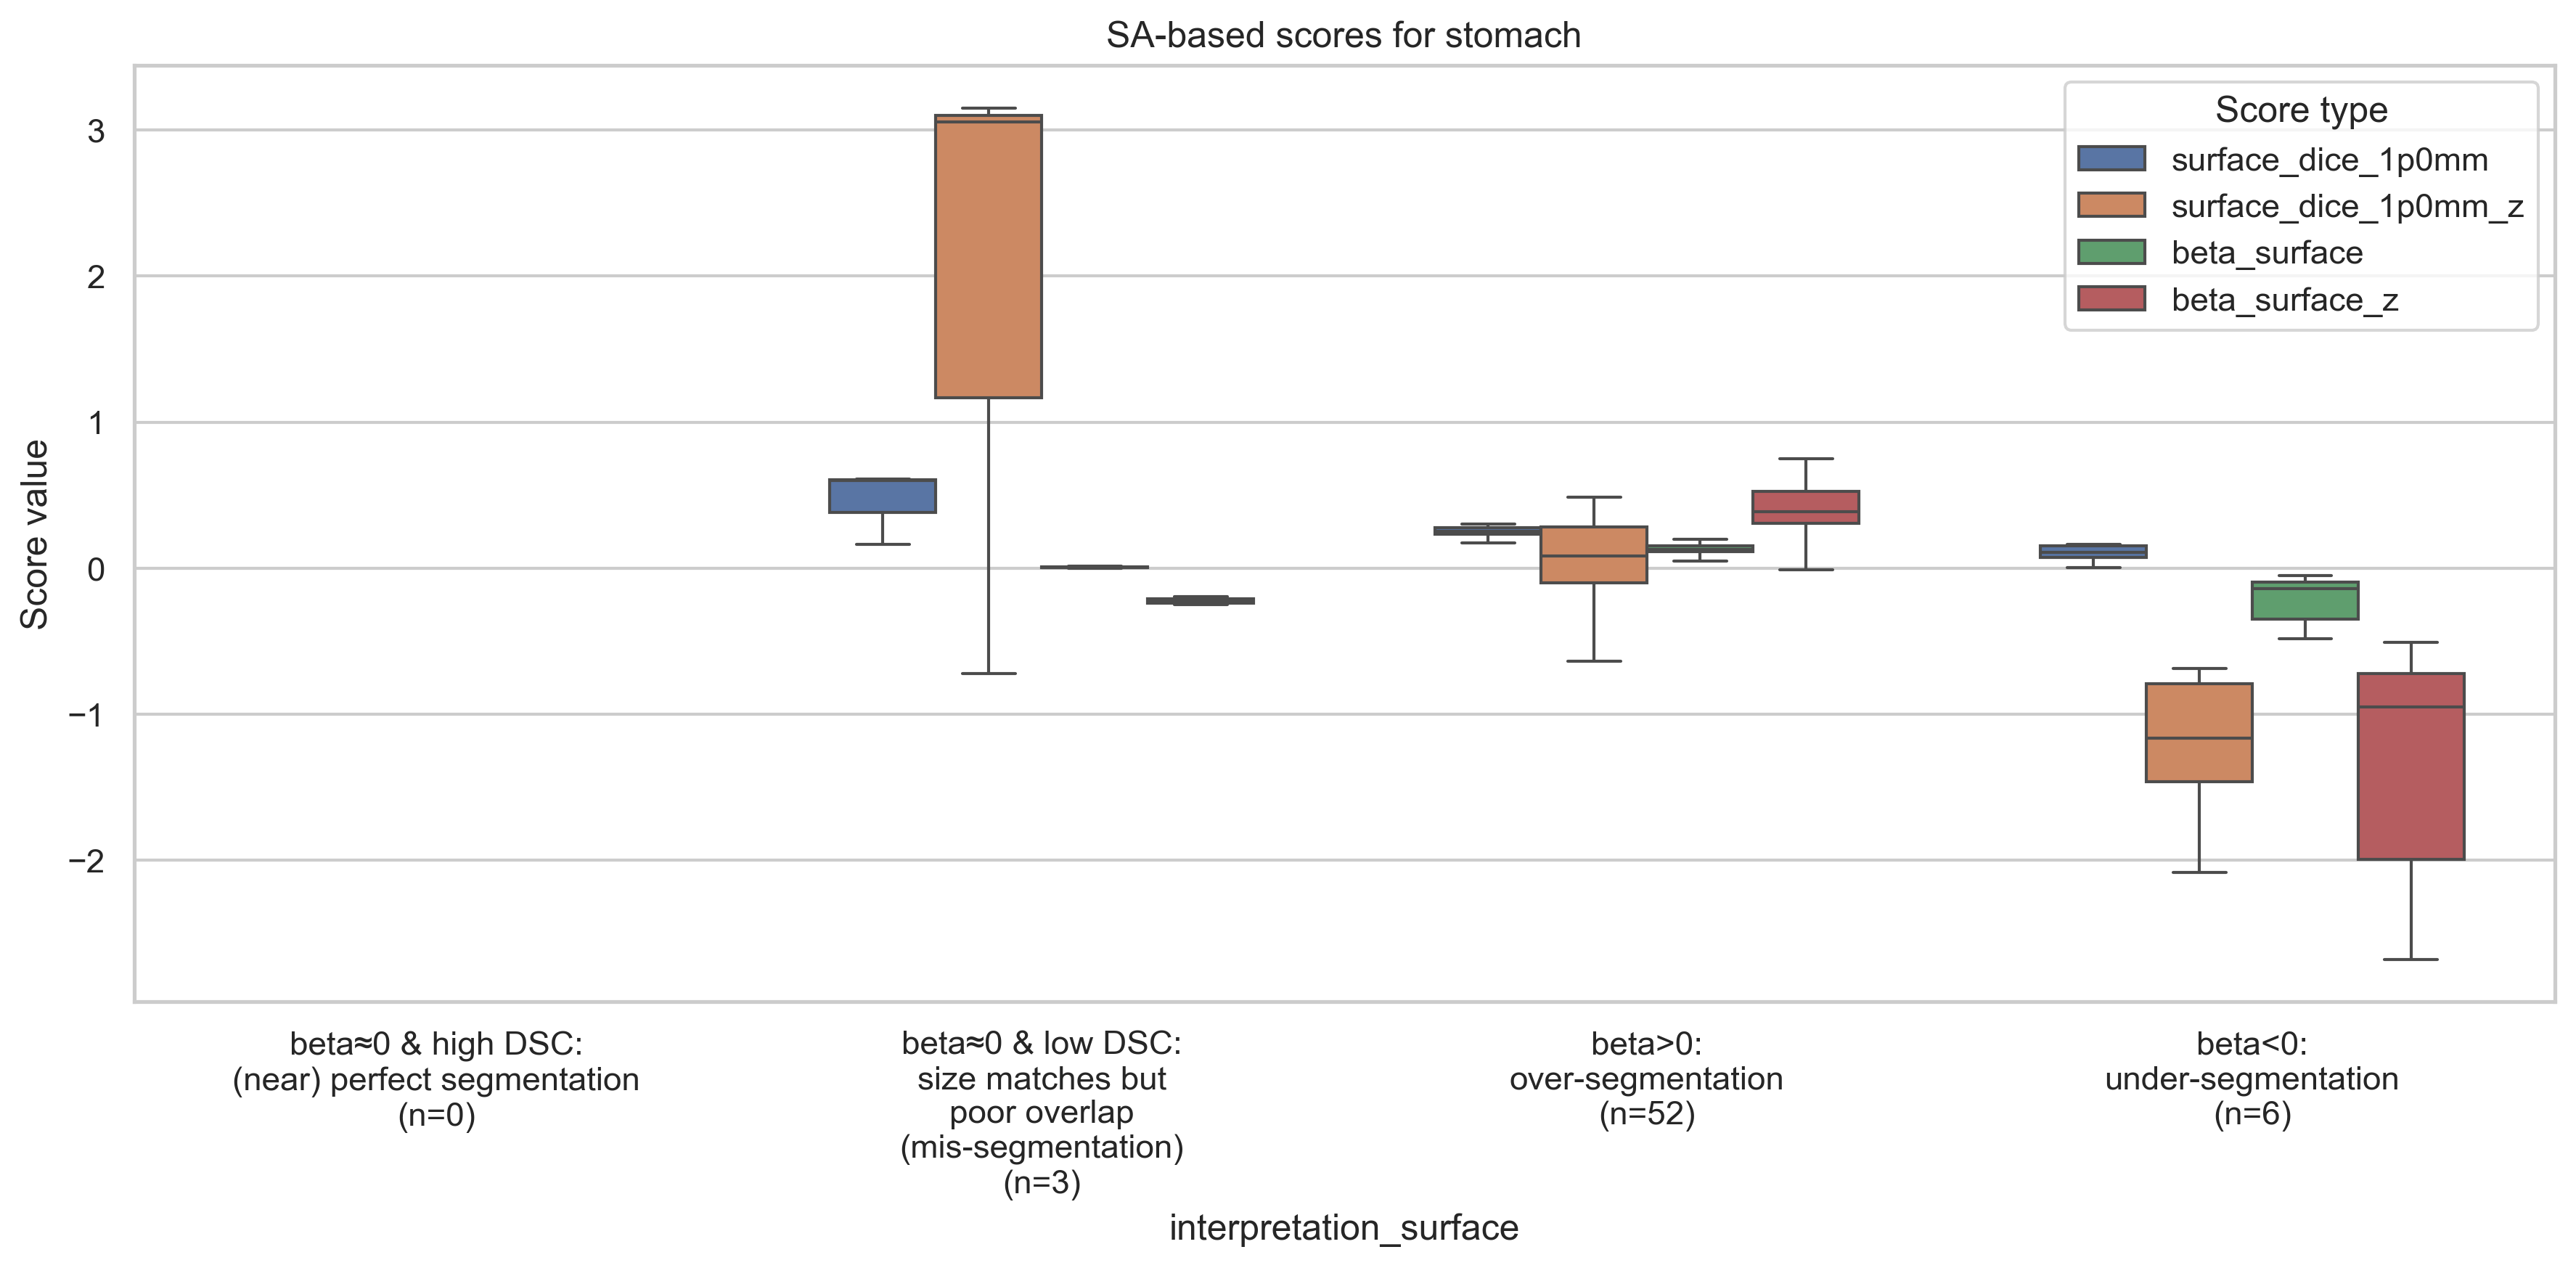 SA-based scores for stomach
Score value
3
2
1
0
−1
−2
Score type
surface_dice_1p0mm
surface_dice_1p0mm_z
beta_surface
beta_surface_z
beta≈0 & high DSC:
(near) perfect segmentation
(n=0)
beta≈0 & low DSC:
size matches but
poor overlap
(mis-segmentation)
(n=3)
beta>0:
over-segmentation
(n=52)
beta<0:
under-segmentation
(n=6)
interpretation_surface